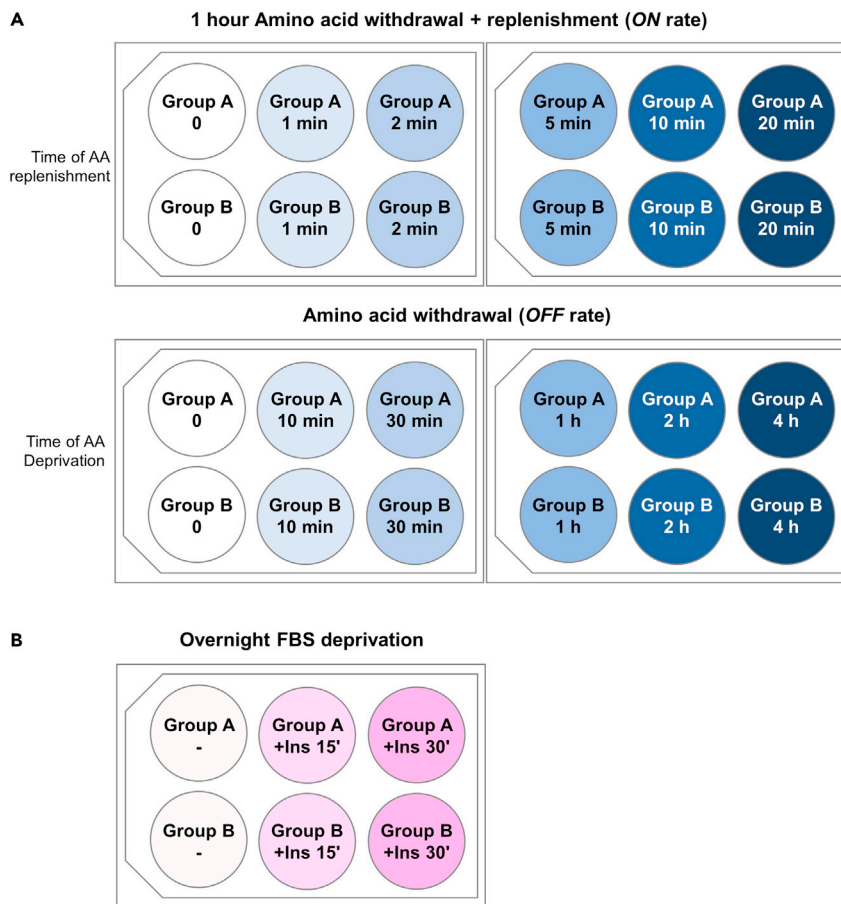 A
1 hour Amino acid withdrawal + replenishment (ON rate)
Time of AA
replenishment
Group A
0
Group A
1 min
Group A
2 min
Group A
5 min
Group A
10 min
Group A
20 min
Group B
0
Group B
1 min
Group B
2 min
Group B
5 min
Group B
10 min
Group B
20 min
Amino acid withdrawal (OFF rate)
Time of AA
Deprivation
Group A
0
Group A
10 min
Group A
30 min
Group A
1 h
Group A
2 h
Group A
4 h
Group B
0
Group B
10 min
Group B
30 min
Group B
1 h
Group B
2 h
Group B
4 h
B
Overnight FBS deprivation
Group A
-
Group A
+Ins 15'
Group A
+Ins 30'
Group B
-
Group B
+Ins 15'
Group B
+Ins 30'